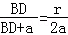 BD/(BD+a) = r/(2a)